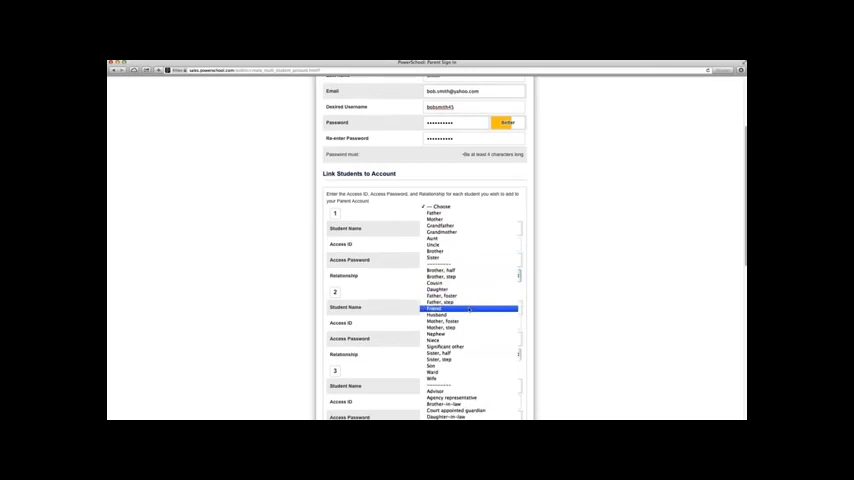 PowerSchool: Parent Sign In
sales.powerschool.com
Email
bob.smith@yahoo.com
Desired Username
bobsmith45
Password
••••••••••
Better
Re-enter Password
••••••••••
Password must:
•Be at least 6 characters long
Link Students to Account
Enter the Access ID, Access Password, and Relationship for each student you wish to add to
your Parent Account
1
Student Name
Access ID
Access Password
Relationship
2
Student Name
Access ID
Access Password
Relationship
3
Student Name
Access ID
Access Password
✓ -- Choose
Father
Mother
Grandfather
Grandmother
Aunt
Uncle
Brother
Sister
----------
Brother, half
Brother, step
Cousin
Daughter
Father, foster
Father, step
Friend
Husband
Mother, foster
Mother, step
Nephew
Niece
Significant other
Sister, half
Sister, step
Son
Ward
Wife
----------
Advisor
Agency representative
Brother-in-law
Court appointed guardian
Daughter-in-law